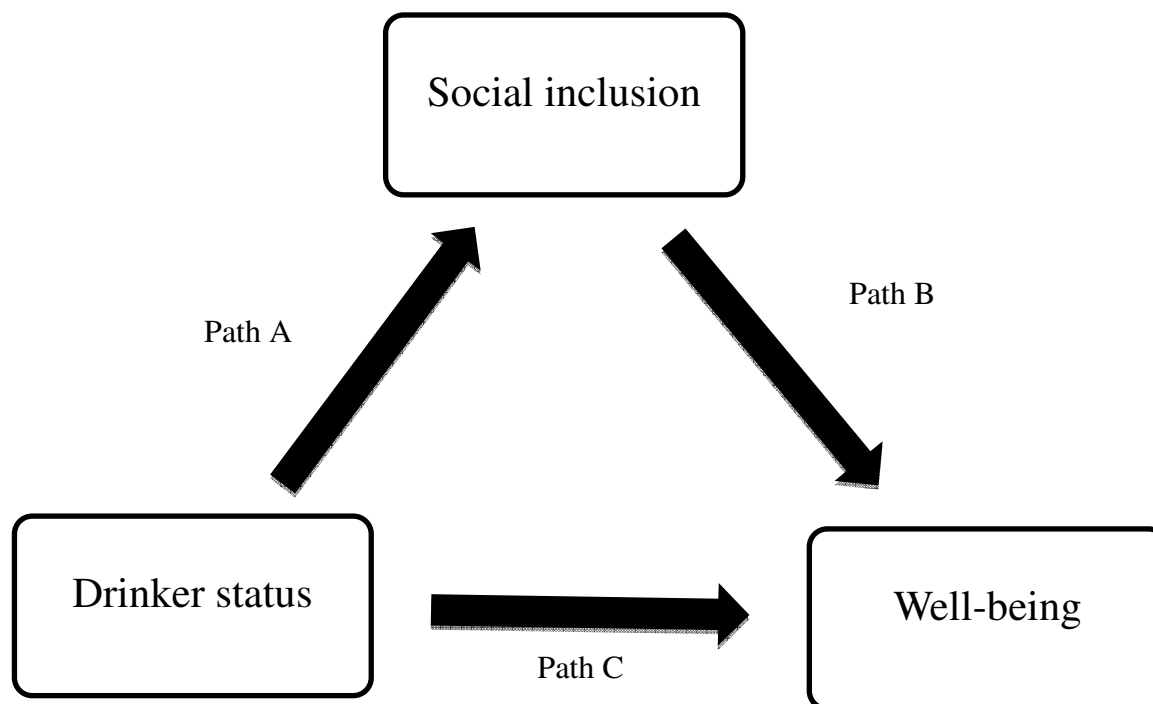 Social inclusion
Path B
Path A
Drinker status
Well-being
Path C